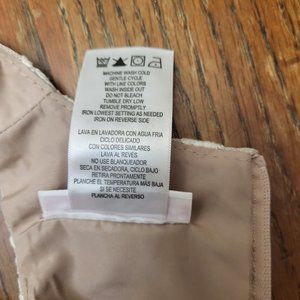 MACHINE WASH COLD
GENTLE CYCLE
WITH LIKE COLORS
WASH INSIDE OUT
DO NOT BLEACH
TUMBLE DRY LOW
REMOVE PROMPTLY
IRON LOWEST SETTING AS NEEDED
IRON ON REVERSE SIDE
LAVA EN LAVADORA CON AGUA FRIA
CICLO DELICADO
CON COLORES SIMILARES
LAVA AL REVES
NO USE BLANQUEADOR
SECA EN SECADORA, CICLO BAJO
RETIRA PRONTAMENTE
PLANCHE EL TEMPERATURA MÁS BAJA
SI SE NECESITE
PLANCHA AL REVERSO